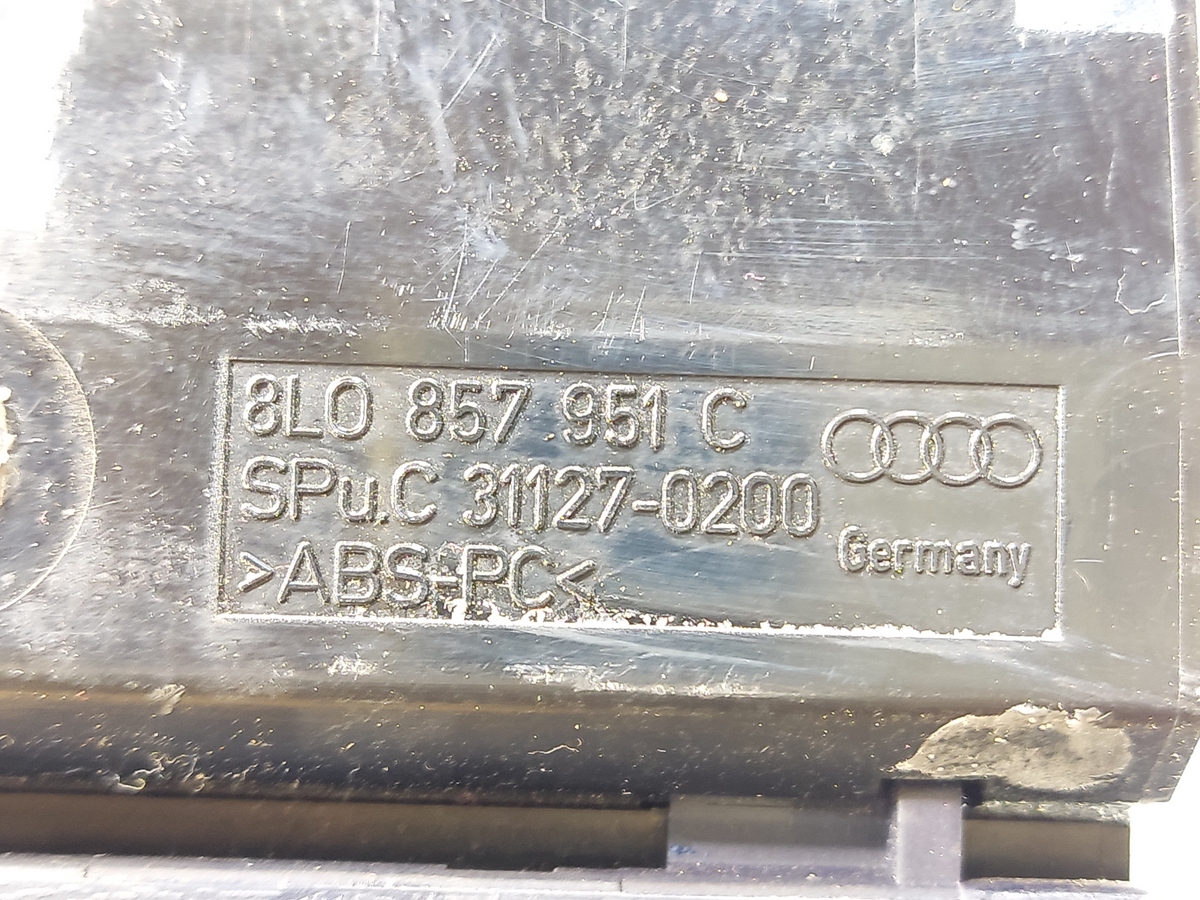 8L0 857 951 C
SPu.C 31127-0200
>ABS-PC<
Germany